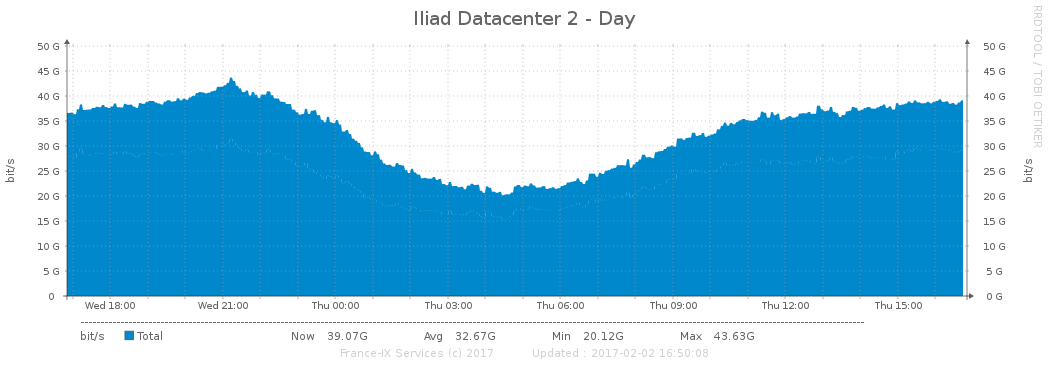 Iliad Datacenter 2 - Day
RRDTOOL / TOBI OETIKER
50 G 50 G
45 G 45 G
40 G 40 G
35 G 35 G
30 G 30 G
25 G 25 G
20 G 20 G
15 G 15 G
10 G 10 G
5 G 5 G
0 0 G
bit/s bit/s
Wed 18:00 Wed 21:00 Thu 00:00 Thu 03:00 Thu 06:00 Thu 09:00 Thu 12:00 Thu 15:00
bit/s Total Now 39.07G Avg 32.67G Min 20.12G Max 43.63G
France-IX Services (c) 2017 Updated : 2017-02-02 16:50:08